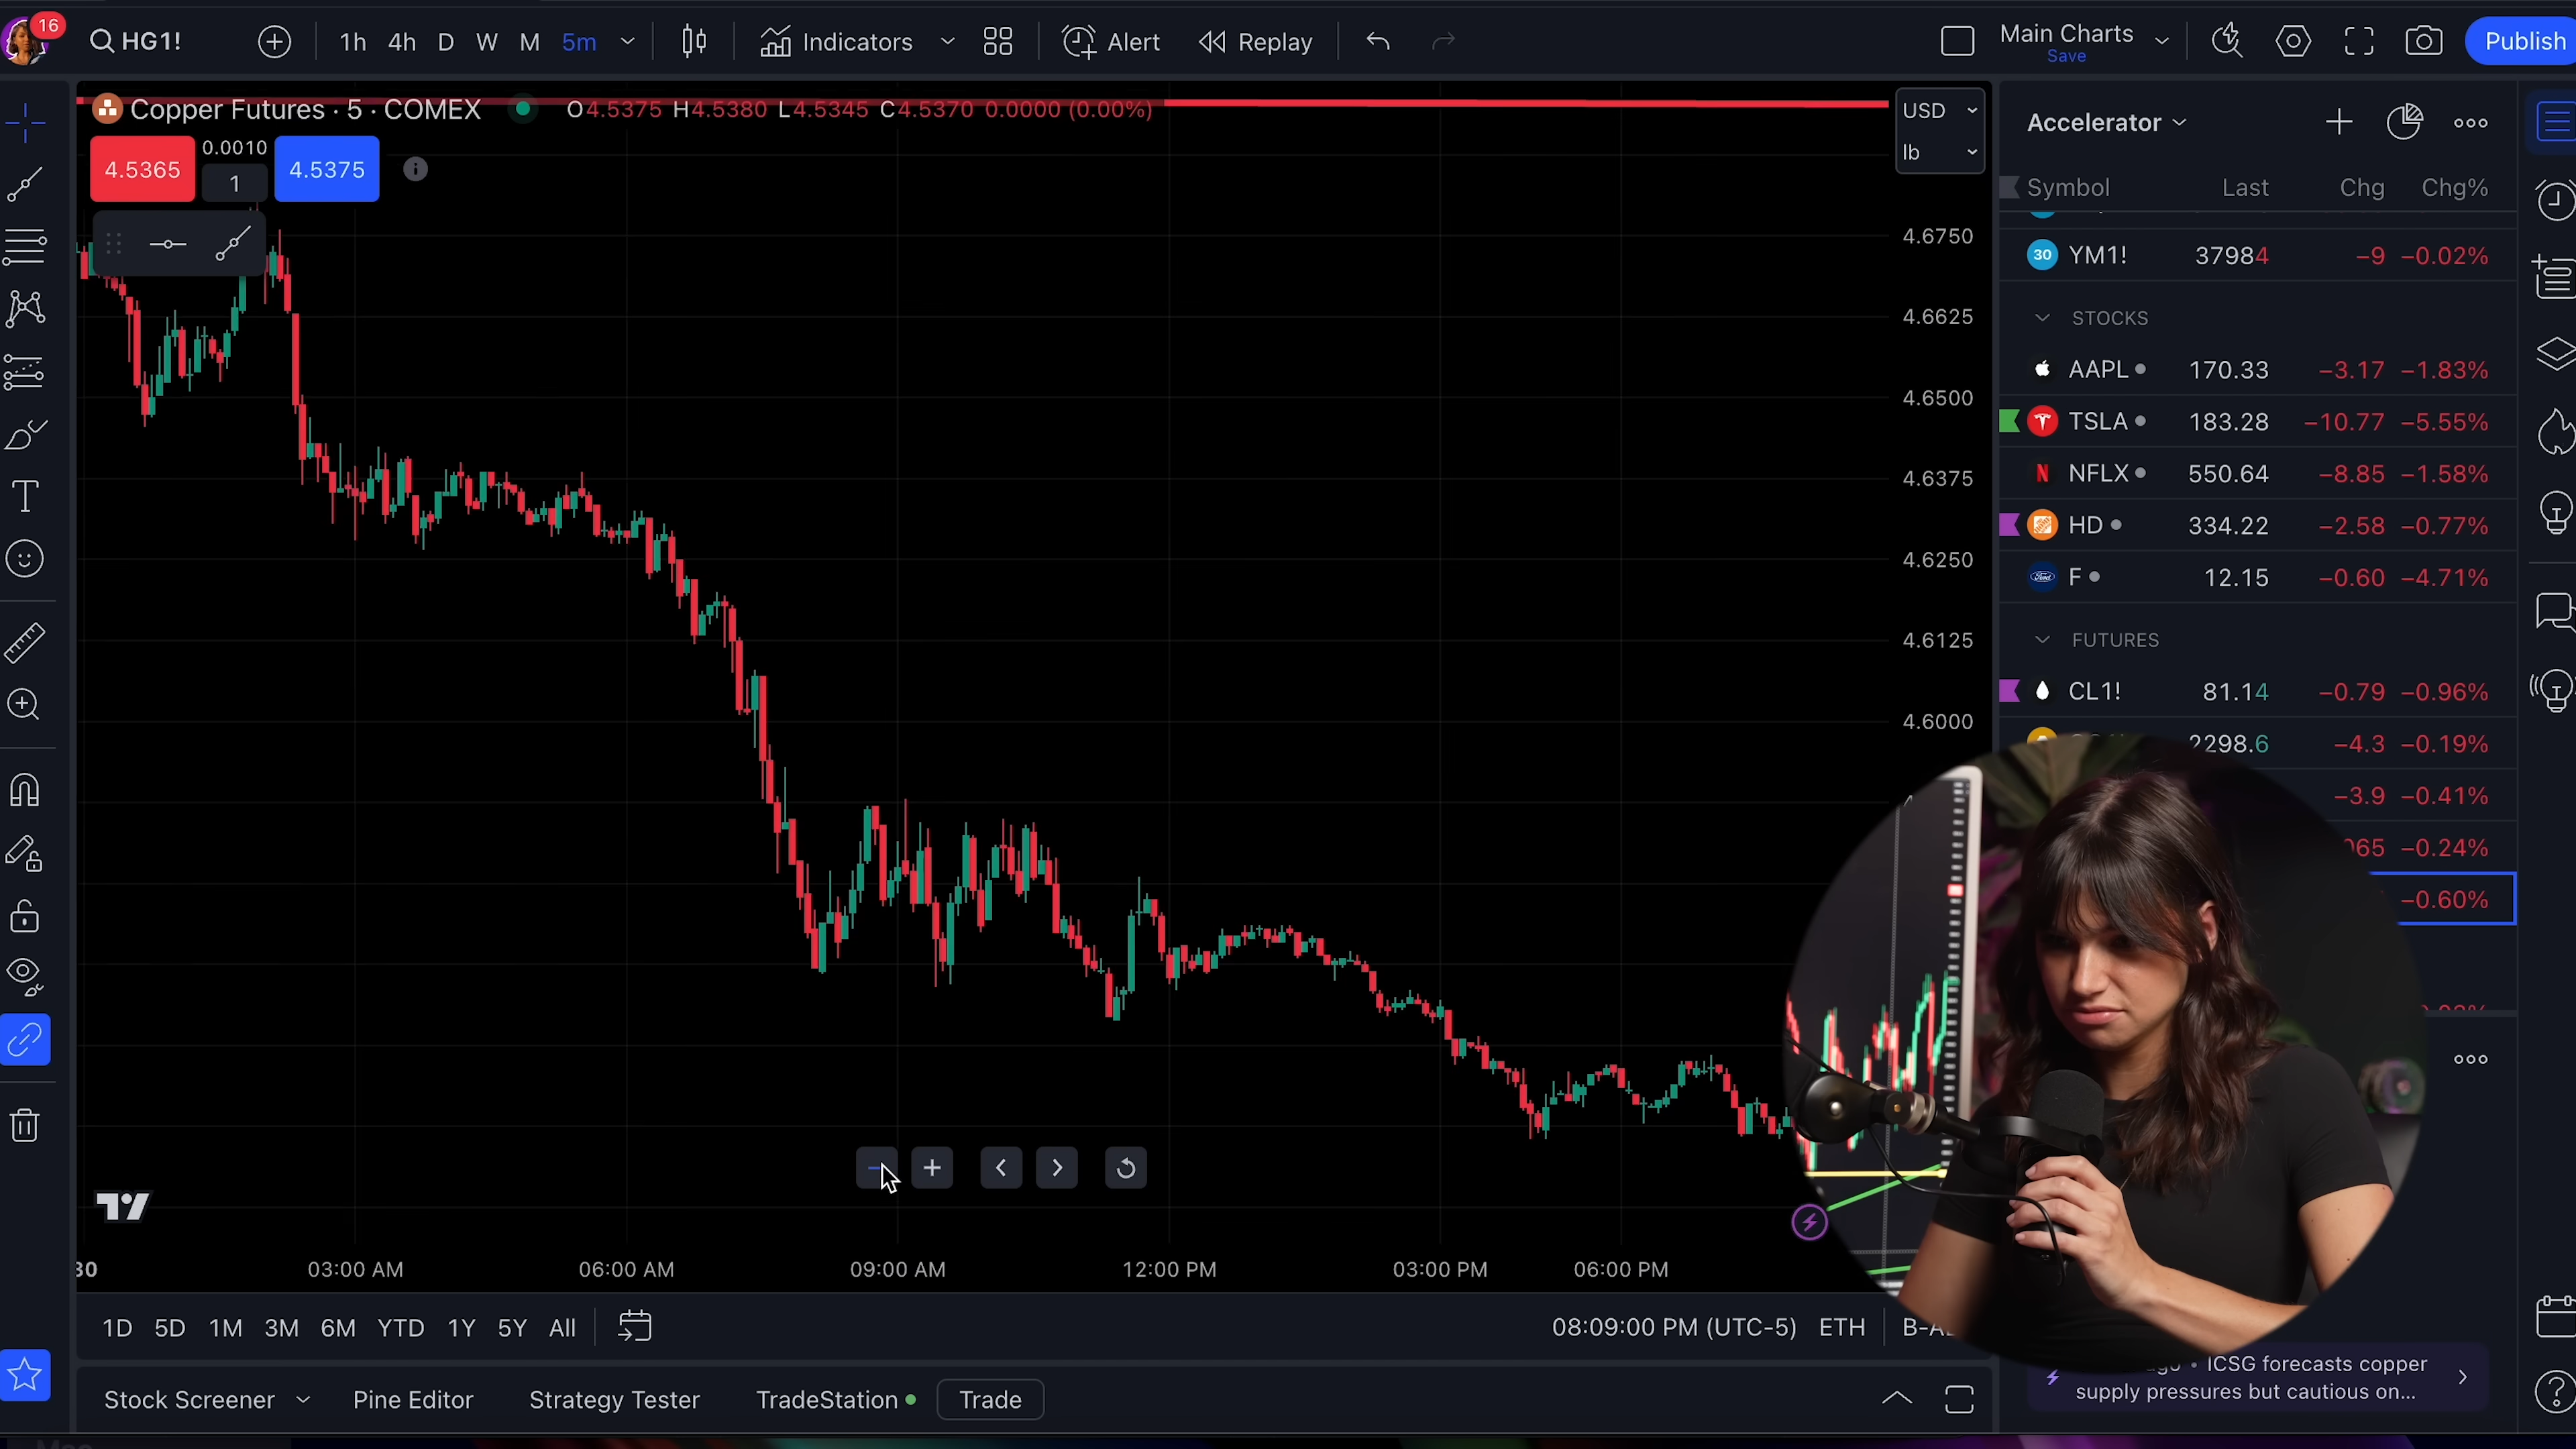 16 HG1! 1h 4h D W M 5m Indicators Alert Replay Main Charts Publish
Save
Copper Futures · 5 · COMEX O4.5375 H4.5380 L4.5345 C4.5370 0.0000 (0.00%)
4.5365 0.0010 4.5375
1
USD
lb
4.6750
4.6625
4.6500
4.6375
4.6250
4.6125
4.6000
03:00 AM 06:00 AM 09:00 AM 12:00 PM 03:00 PM 06:00 PM
1D 5D 1M 3M 6M YTD 1Y 5Y All 08:09:00 PM (UTC-5) ETH
Stock Screener Pine Editor Strategy Tester TradeStation Trade
Accelerator
Symbol Last Chg Chg%
30 YM1! 37984 −9 −0.02%
STOCKS
AAPL 170.33 −3.17 −1.83%
TSLA 183.28 −10.77 −5.55%
N NFLX 550.64 −8.85 −1.58%
HD 334.22 −2.58 −0.77%
F 12.15 −0.60 −4.71%
FUTURES
CL1! 81.14 −0.79 −0.96%
2298.6 −4.3 −0.19%
−3.9 −0.41%
−0.24%
−0.60%
ICSG forecasts copper
supply pressures but cautious on...